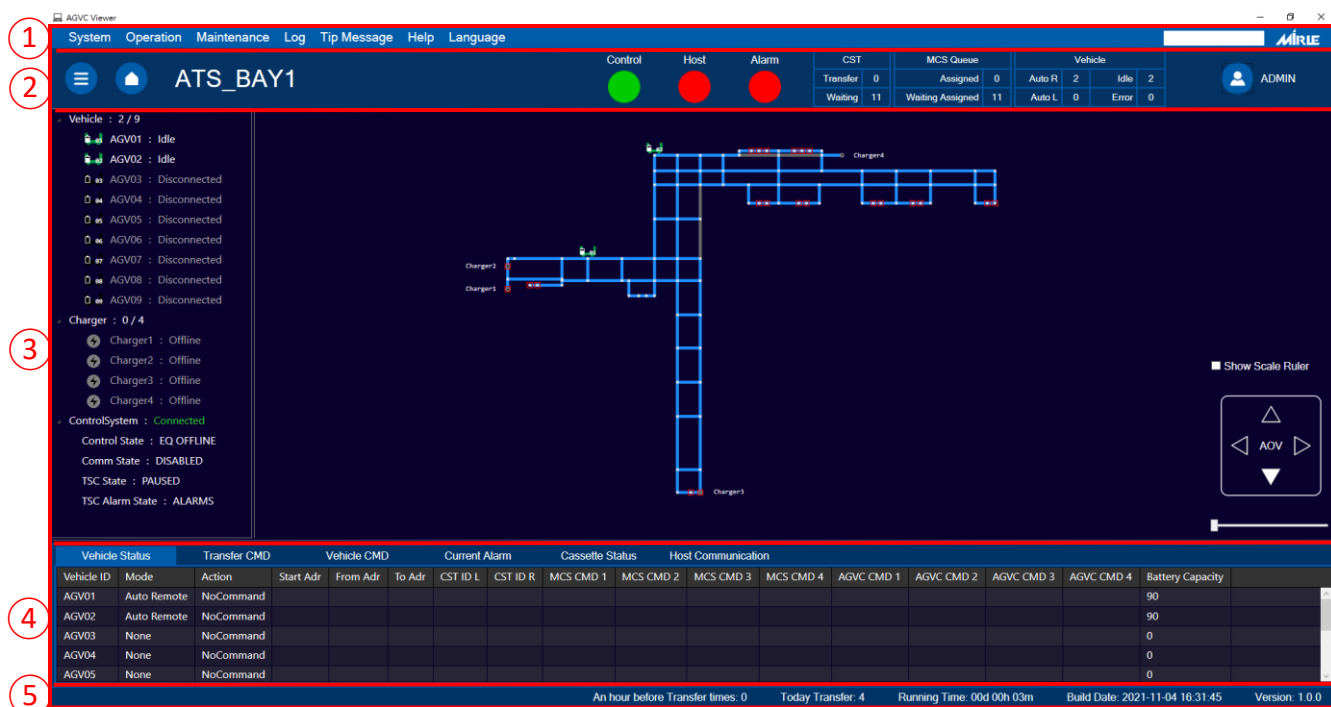 AGVC Viewer
1
System Operation Maintenance Log Tip Message Help Language
MiRLE
2
ATS_BAY1
Control Host Alarm
CST MCS Queue Vehicle
Transfer 0 Assigned 0 Auto R 2 Idle 2
Waiting 11 Waiting Assigned 11 Auto L 0 Error 0
ADMIN
3
Vehicle : 2 / 9
AGV01 : Idle
AGV02 : Idle
03 AGV03 : Disconnected
04 AGV04 : Disconnected
05 AGV05 : Disconnected
06 AGV06 : Disconnected
07 AGV07 : Disconnected
08 AGV08 : Disconnected
09 AGV09 : Disconnected
Charger : 0 / 4
Charger1 : Offline
Charger2 : Offline
Charger3 : Offline
Charger4 : Offline
ControlSystem : Connected
Control State : EQ OFFLINE
Comm State : DISABLED
TSC State : PAUSED
TSC Alarm State : ALARMS
Charger4
Charger2
Charger1
Charger3
Show Scale Ruler
AOV
4
Vehicle Status Transfer CMD Vehicle CMD Current Alarm Cassette Status Host Communication
Vehicle ID Mode Action Start Adr From Adr To Adr CST ID L CST ID R MCS CMD 1 MCS CMD 2 MCS CMD 3 MCS CMD 4 AGVC CMD 1 AGVC CMD 2 AGVC CMD 3 AGVC CMD 4 Battery Capacity
AGV01 Auto Remote NoCommand 90
AGV02 Auto Remote NoCommand 90
AGV03 None NoCommand 0
AGV04 None NoCommand 0
AGV05 None NoCommand 0
5
An hour before Transfer times: 0 Today Transfer: 4 Running Time: 00d 00h 03m Build Date: 2021-11-04 16:31:45 Version: 1.0.0